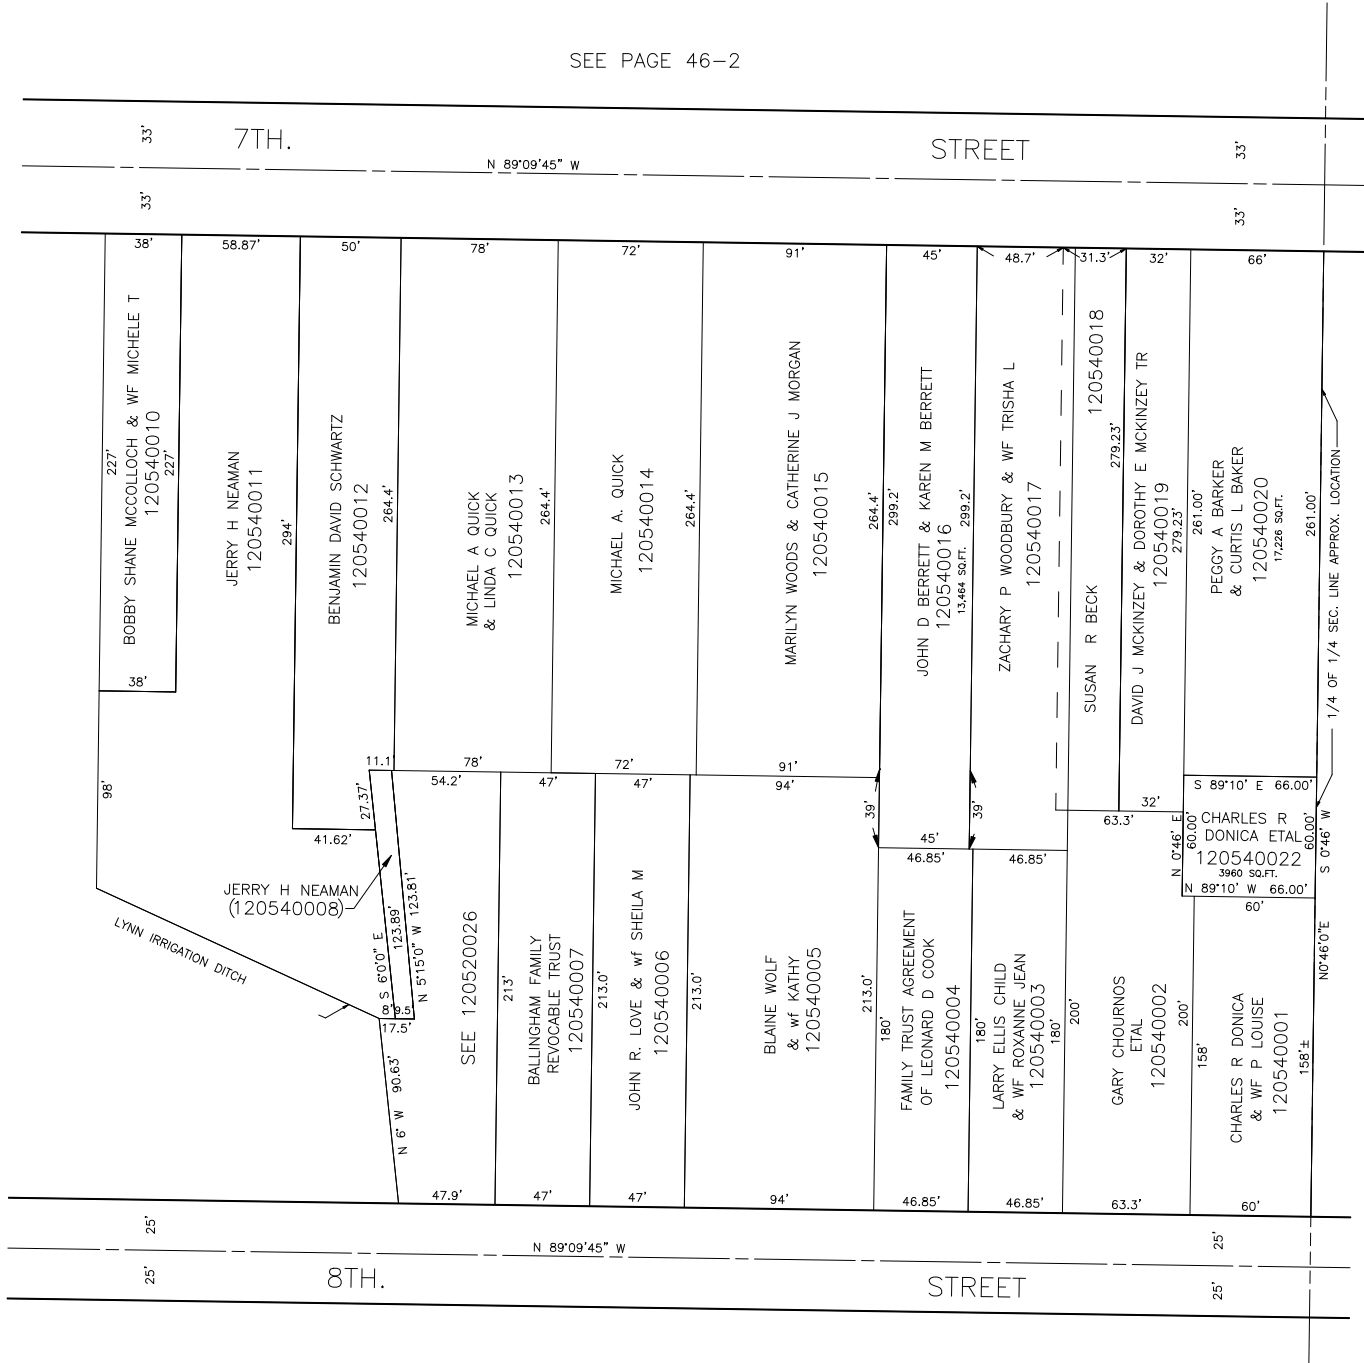 SEE PAGE 46-2
33'
7TH.
STREET
33'
N 89°09'45" W
33'
33'
38'
58.87'
50'
78'
72'
91'
45'
48.7'
31.3'
32'
66'
BOBBY SHANE MCCOLLOCH & WF MICHELE T
120540010
227'
227'
38'
JERRY H NEAMAN
120540011
294'
BENJAMIN DAVID SCHWARTZ
120540012
264.4'
MICHAEL A QUICK
& LINDA C QUICK
120540013
264.4'
MICHAEL A. QUICK
120540014
264.4'
MARILYN WOODS & CATHERINE J MORGAN
120540015
264.4'
299.2'
JOHN D BERRETT & KAREN M BERRETT
120540016
13,464 SQ.FT.
299.2'
ZACHARY P WOODBURY & WF TRISHA L
120540017
SUSAN R BECK
120540018
279.23'
DAVID J MCKINZEY & DOROTHY E MCKINZEY TR
120540019
279.23'
261.00'
PEGGY A BARKER
& CURTIS L BAKER
120540020
17,226 SQ.FT.
261.00'
1/4 OF 1/4 SEC. LINE APPROX. LOCATION
98'
11.1'
78'
72'
91'
54.2'
47'
47'
94'
27.37'
41.62'
39'
39'
45'
46.85'
46.85'
63.3'
32'
S 89°10' E 66.00'
N 0°46' E
60.00'
CHARLES R
DONICA ETAL
120540022
3960 SQ.FT.
60.00'
S 0°46' W
N 89°10' W 66.00'
60'
JERRY H NEAMAN
(120540008)
LYNN IRRIGATION DITCH
S 6°0'0" E
123.89'
N 5°15'0" W 123.81'
8'
9.5'
17.5'
N 6° W 90.63'
SEE 120520026
213'
BALLINGHAM FAMILY
REVOCABLE TRUST
120540007
213.0'
JOHN R. LOVE & wf SHEILA M
120540006
213.0'
BLAINE WOLF
& wf KATHY
120540005
213.0'
180'
FAMILY TRUST AGREEMENT
OF LEONARD D COOK
120540004
180'
LARRY ELLIS CHILD
& WF ROXANNE JEAN
120540003
180'
200'
GARY CHOURNOS
ETAL
120540002
200'
158'
CHARLES R DONICA
& WF P LOUISE
120540001
158'±
N0°46'0"E
47.9'
47'
47'
94'
46.85'
46.85'
63.3'
60'
25'
25'
N 89°09'45" W
25'
8TH.
STREET
25'